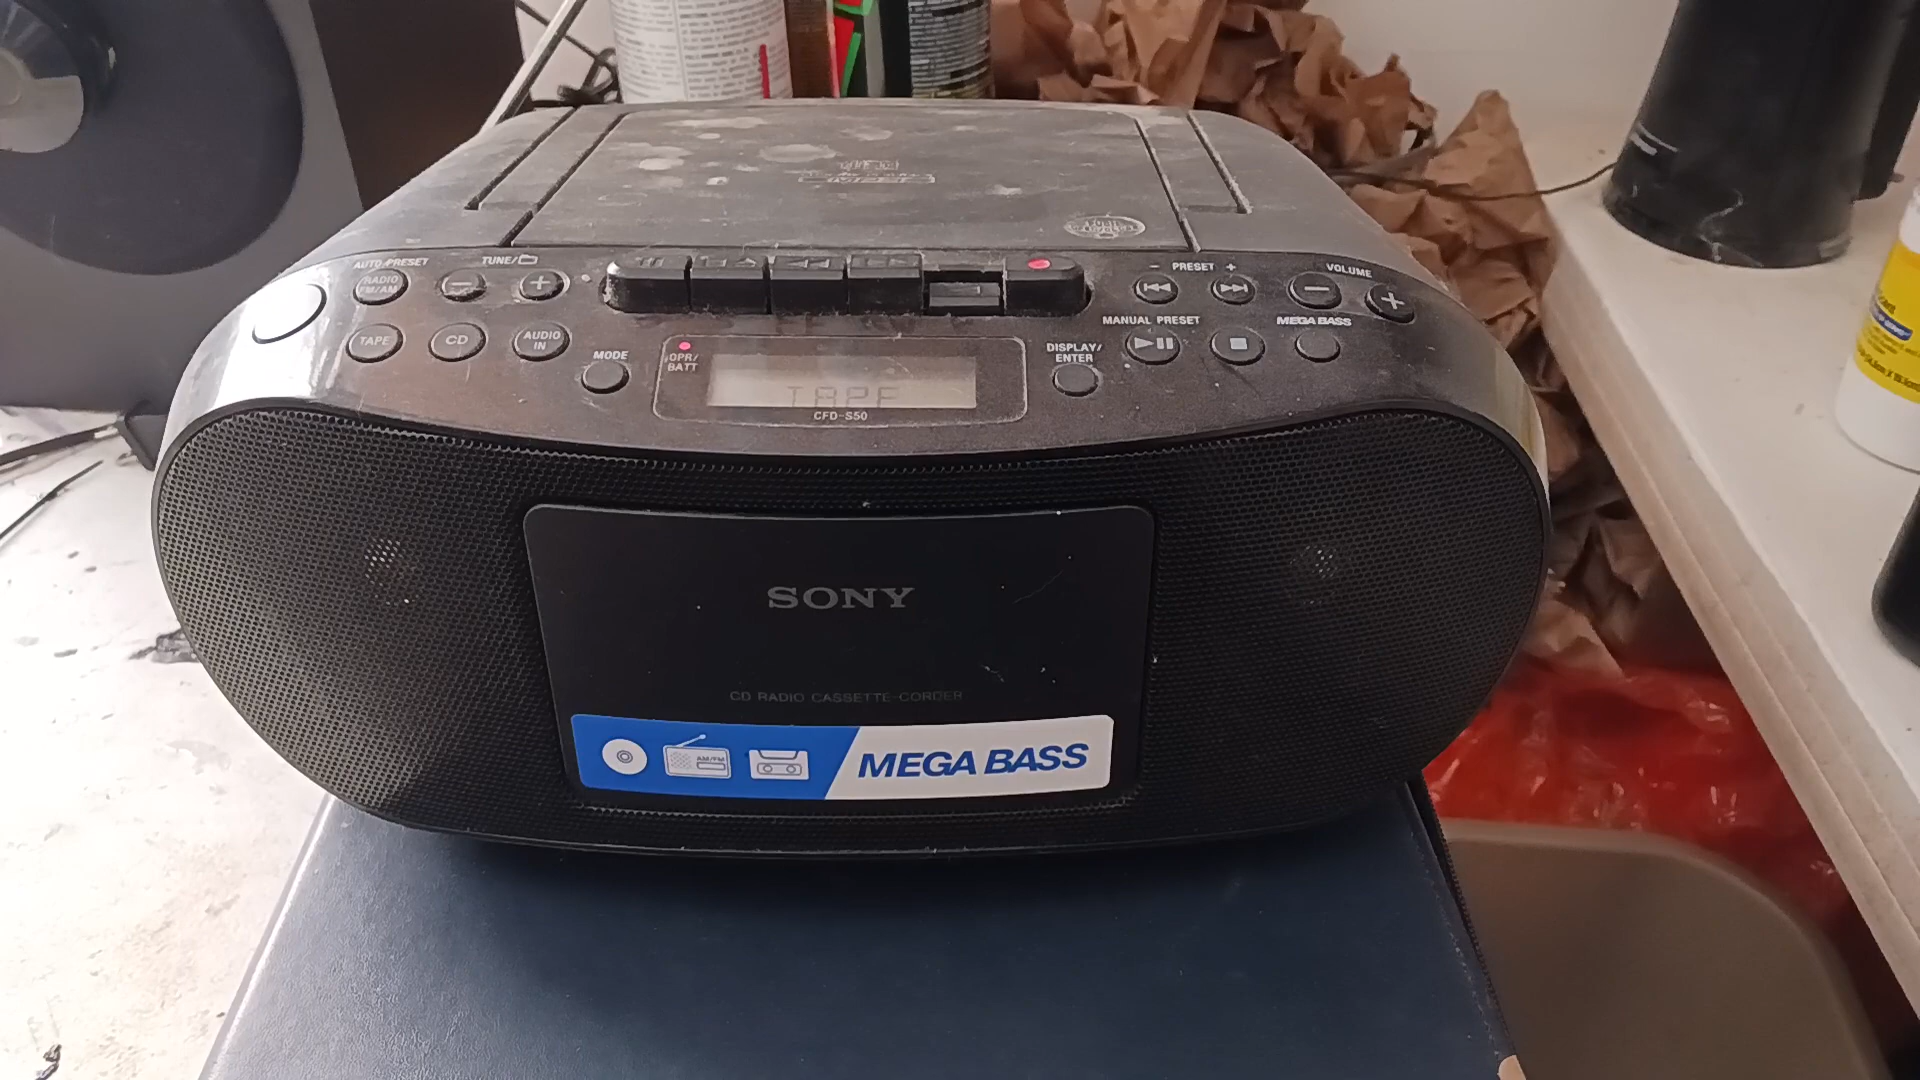 AUTO PRESET
RADIO
FM/AM
TUNE/
TAPE
CD
AUDIO
IN
MODE
OPR/
BATT
TAPE
CFD-S50
DISPLAY/
ENTER
− PRESET +
MANUAL PRESET
VOLUME
MEGA BASS
SONY
CD RADIO CASSETTE-CORDER
AM/FM
MEGA BASS